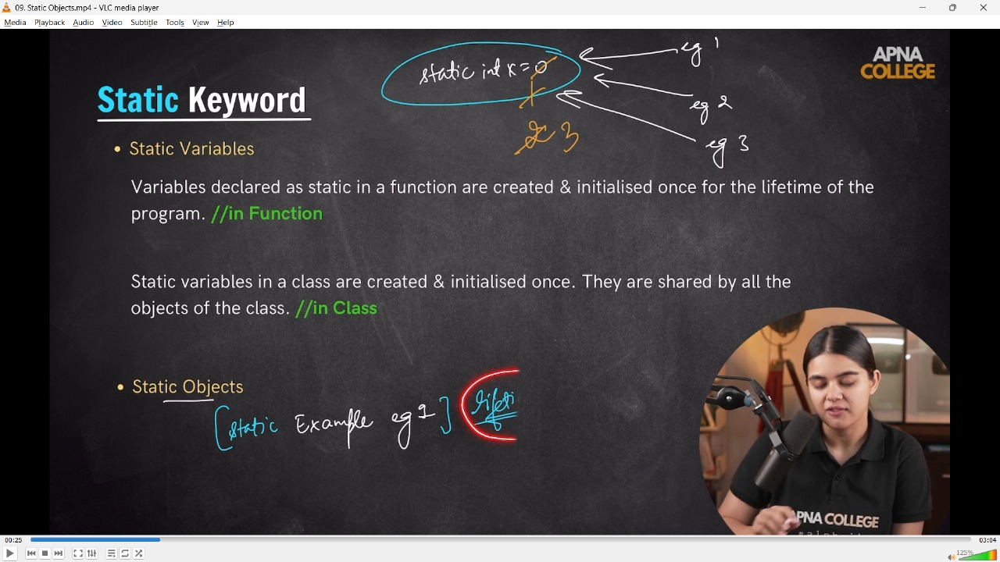 09. Static Objects.mp4 - VLC media player
Media Playback Audio Video Subtitle Tools View Help
static int x = 0
1
2 3
eg 1
eg 2
eg 3
APNA
COLLEGE
Static Keyword
• Static Variables
Variables declared as static in a function are created & initialised once for the lifetime of the
program. //in Function
Static variables in a class are created & initialised once. They are shared by all the
objects of the class. //in Class
• Static Objects
[static Example eg 1] lifeti
APNA COLLEGE
00:25
03:04
125%